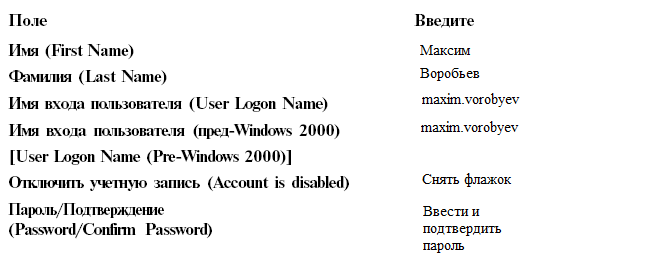 Поле Введите
Имя (First Name) Максим
Фамилия (Last Name) Воробьев
Имя входа пользователя (User Logon Name) maxim.vorobyev
Имя входа пользователя (пред-Windows 2000) maxim.vorobyev
[User Logon Name (Pre-Windows 2000)]
Отключить учетную запись (Account is disabled) Снять флажок
Пароль/Подтверждение Ввести и
(Password/Confirm Password) подтвердить
пароль